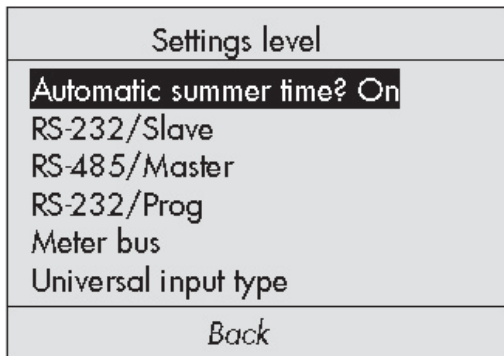 Settings level
Automatic summer time? On
RS-232/Slave
RS-485/Master
RS-232/Prog
Meter bus
Universal input type
Back